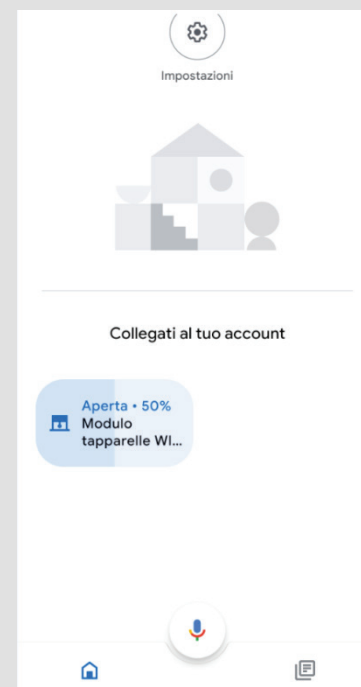 Impostazioni
Collegati al tuo account
Aperta • 50%
Modulo
tapparelle WI...